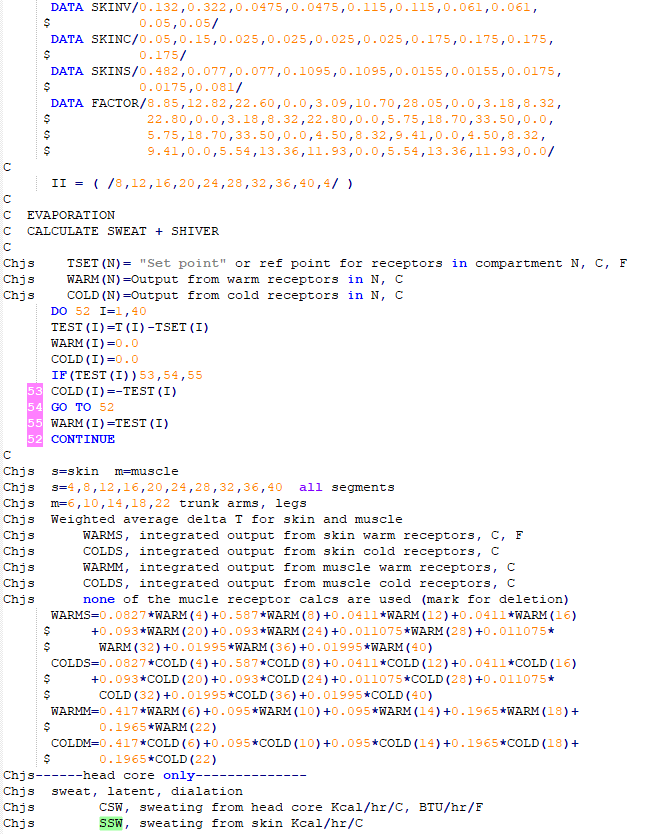 DATA SKINV/0.132,0.322,0.0475,0.0475,0.115,0.115,0.061,0.061,
$ 0.05,0.05/
DATA SKINC/0.05,0.15,0.025,0.025,0.025,0.025,0.175,0.175,0.175,
$ 0.175/
DATA SKINS/0.482,0.077,0.077,0.1095,0.1095,0.0155,0.0155,0.0175,
$ 0.0175,0.081/
DATA FACTOR/8.85,12.82,22.60,0.0,3.09,10.70,28.05,0.0,3.18,8.32,
$ 22.80,0.0,3.18,8.32,22.80,0.0,5.75,18.70,33.50,0.0,
$ 5.75,18.70,33.50,0.0,4.50,8.32,9.41,0.0,4.50,8.32,
$ 9.41,0.0,5.54,13.36,11.93,0.0,5.54,13.36,11.93,0.0/
C
II = ( /8,12,16,20,24,28,32,36,40,4/ )
C
C EVAPORATION
C CALCULATE SWEAT + SHIVER
C
Chjs TSET(N)= "Set point" or ref point for receptors in compartment N, C, F
Chjs WARM(N)=Output from warm receptors in N, C
Chjs COLD(N)=Output from cold receptors in N, C
DO 52 I=1,40
TEST(I)=T(I)-TSET(I)
WARM(I)=0.0
COLD(I)=0.0
IF(TEST(I))53,54,55
53 COLD(I)=-TEST(I)
54 GO TO 52
55 WARM(I)=TEST(I)
52 CONTINUE
C
Chjs s=skin m=muscle
Chjs s=4,8,12,16,20,24,28,32,36,40 all segments
Chjs m=6,10,14,18,22 trunk arms, legs
Chjs Weighted average delta T for skin and muscle
Chjs WARMS, integrated output from skin warm receptors, C, F
Chjs COLDS, integrated output from skin cold receptors, C
Chjs WARMM, integrated output from muscle warm receptors, C
Chjs COLDS, integrated output from muscle cold receptors, C
Chjs none of the mucle receptor calcs are used (mark for deletion)
WARMS=0.0827*WARM(4)+0.587*WARM(8)+0.0411*WARM(12)+0.0411*WARM(16)
$ +0.093*WARM(20)+0.093*WARM(24)+0.011075*WARM(28)+0.011075*
$ WARM(32)+0.01995*WARM(36)+0.01995*WARM(40)
COLDS=0.0827*COLD(4)+0.587*COLD(8)+0.0411*COLD(12)+0.0411*COLD(16)
$ +0.093*COLD(20)+0.093*COLD(24)+0.011075*COLD(28)+0.011075*
$ COLD(32)+0.01995*COLD(36)+0.01995*COLD(40)
WARMM=0.417*WARM(6)+0.095*WARM(10)+0.095*WARM(14)+0.1965*WARM(18)+
$ 0.1965*WARM(22)
COLDM=0.417*COLD(6)+0.095*COLD(10)+0.095*COLD(14)+0.1965*COLD(18)+
$ 0.1965*COLD(22)
Chjs------head core only--------------
Chjs sweat, latent, dialation
Chjs CSW, sweating from head core Kcal/hr/C, BTU/hr/F
Chjs SSW, sweating from skin Kcal/hr/C